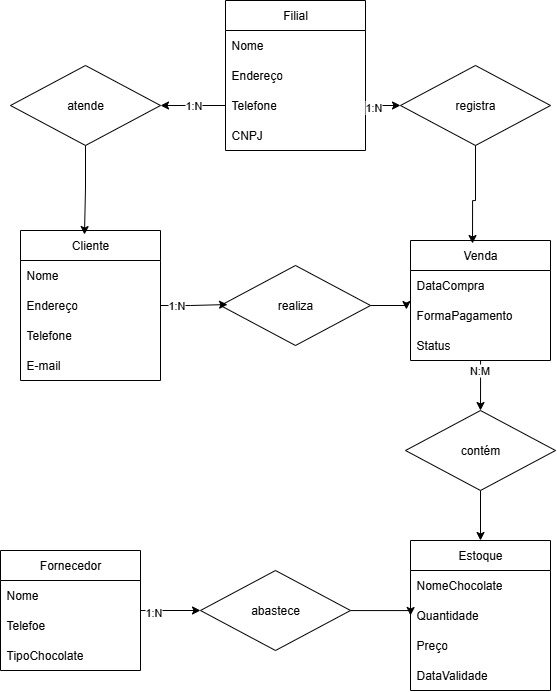 Filial
Nome
Endereço
Telefone
CNPJ
atende
1:N
1:N
registra
Cliente
Nome
Endereço
Telefone
E-mail
1:N
realiza
Venda
DataCompra
FormaPagamento
Status
N:M
contém
Fornecedor
Nome
Telefoe
TipoChocolate
1:N
abastece
Estoque
NomeChocolate
Quantidade
Preço
DataValidade